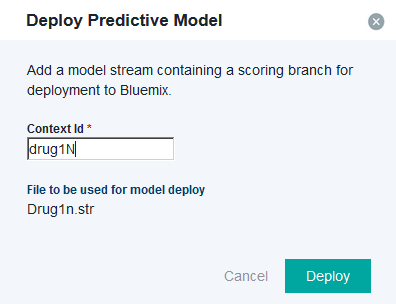 Deploy Predictive Model
Add a model stream containing a scoring branch for
deployment to Bluemix.
Context Id *
drug1N
File to be used for model deploy
Drug1n.str
Cancel
Deploy